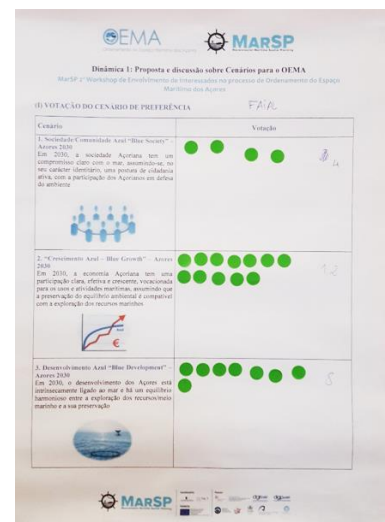 OEMA
MARSP
Dinâmica 1: Proposta e discussão sobre Cenários para o OEMA
MarSP 2º Workshop de Envolvimento de Interessados no processo de Ordenamento do Espaço
Marítimo dos Açores
(I) VOTAÇÃO DO CENÁRIO DE PREFERÊNCIA
FAIAL
Cenário
Votação
1. Sociedade Comunidade Azul "Blue Society" –
Azores 2030
Em 2030, a sociedade Açoriana tem um
compromisso claro com o mar, assumindo-se, no
seu carácter identitário, uma postura de cidadania
ativa, com a participação dos Açorianos em defesa
do ambiente
4
2. "Crescimento Azul – Blue Growth" – Azores
2030
Em 2030, a economia Açoriana tem uma
participação clara, efetiva e crescente, vocacionada
para os usos e atividades marítimas, assumindo que
a preservação do equilíbrio ambiental é compatível
com a exploração dos recursos marinhos
12
€
3. Desenvolvimento Azul "Blue Development" –
Azores 2030
Em 2030, o desenvolvimento dos Açores está
intrinsecamente ligado ao mar e há um equilíbrio
harmonioso entre a exploração dos recursos/meio
marinho e a sua preservação
MARSP